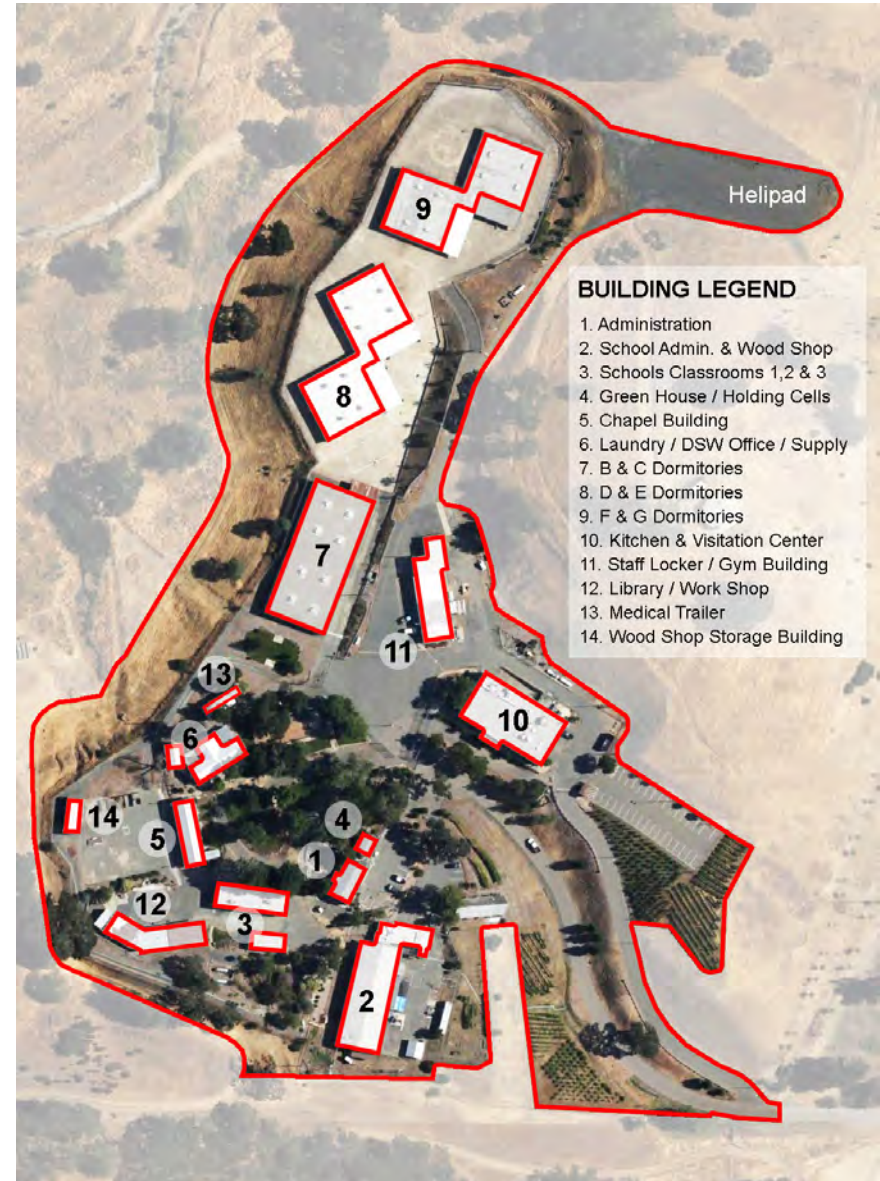 Helipad
BUILDING LEGEND
1. Administration
2. School Admin. & Wood Shop
3. Schools Classrooms 1,2 & 3
4. Green House / Holding Cells
5. Chapel Building
6. Laundry / DSW Office / Supply
7. B & C Dormitories
8. D & E Dormitories
9. F & G Dormitories
10. Kitchen & Visitation Center
11. Staff Locker / Gym Building
12. Library / Work Shop
13. Medical Trailer
14. Wood Shop Storage Building
9
8
7
11
13
10
6
14
5
4
1
12
3
2